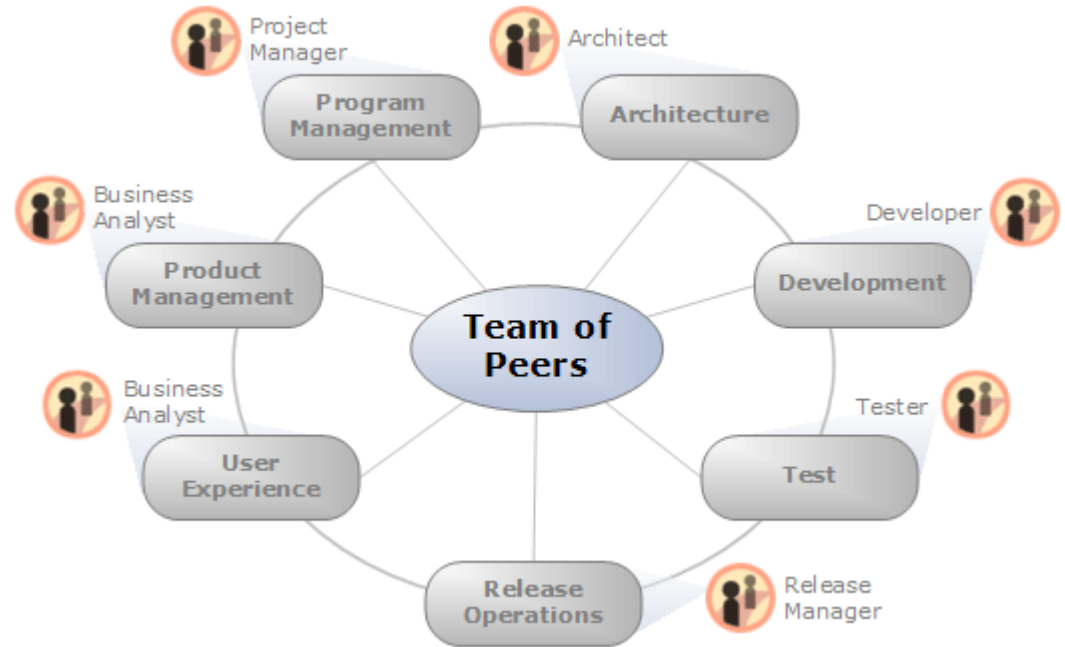 Project
Manager
Program
Management
Architect
Architecture
Business
Analyst
Product
Management
Developer
Development
Team of
Peers
Business
Analyst
User
Experience
Tester
Test
Release
Operations
Release
Manager